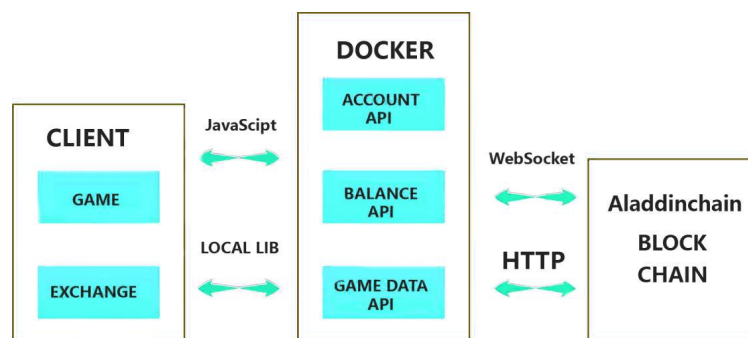 CLIENT
GAME
EXCHANGE
JavaScipt
LOCAL LIB
DOCKER
ACCOUNT
API
BALANCE
API
GAME DATA
API
WebSocket
HTTP
Aladdinchain
BLOCK
CHAIN